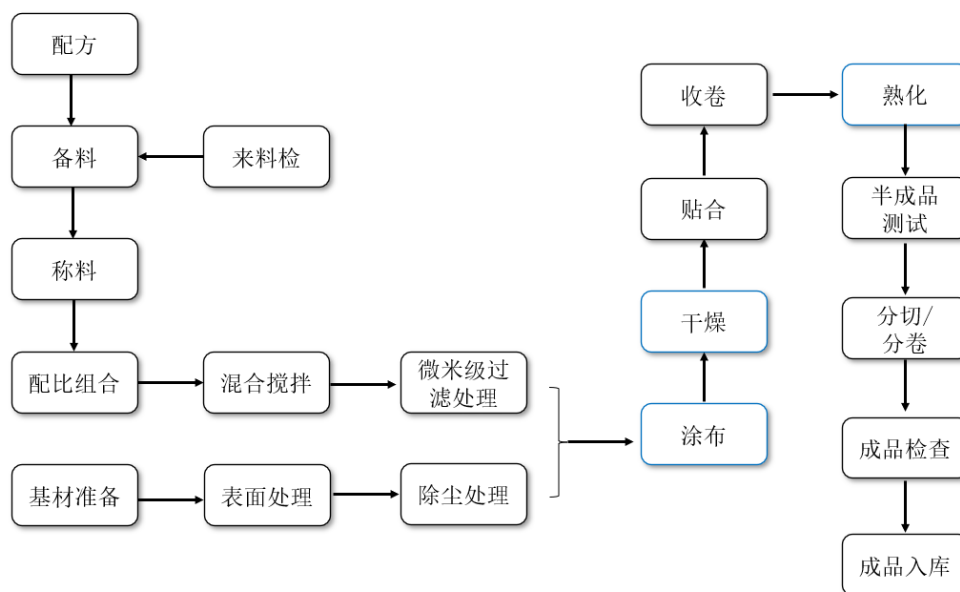 配方
备料
来料检
称料
配比组合
混合搅拌
微米级过
滤处理
基材准备
表面处理
除尘处理
涂布
干燥
贴合
收卷
熟化
半成品
测试
分切/
分卷
成品检查
成品入库